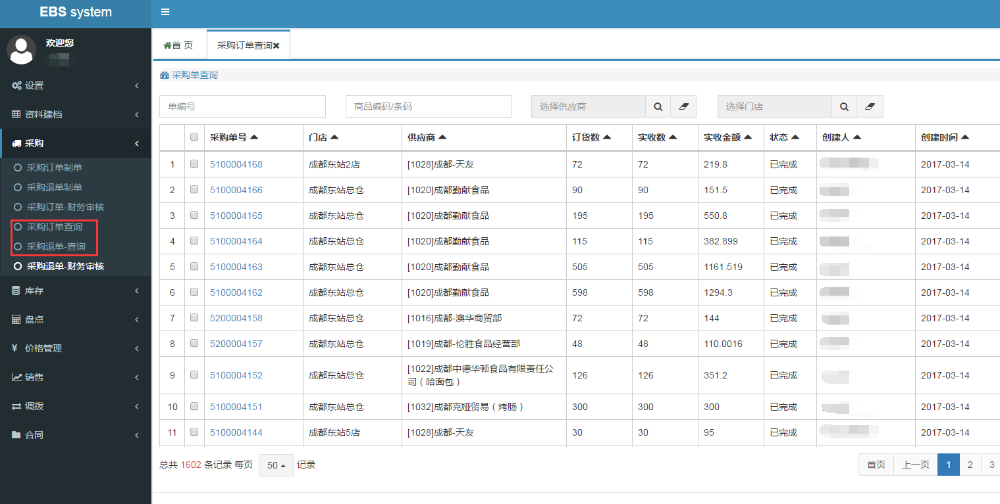 EBS system
欢迎您
设置
资料建档
采购
采购订单制单
采购退单制单
采购订单-财务审核
采购订单查询
采购退单-查询
采购退单-财务审核
库存
盘点
¥ 价格管理
销售
调拨
合同
首 页 采购订单查询
采购单查询
单编号 商品编码/条码 选择供应商 选择门店
采购单号 门店 供应商 订货数 实收数 实收金额 状态 创建人 创建时间
1 5100004168 成都东站2店 [1028]成都-天友 72 72 219.8 已完成 2017-03-14
2 5100004166 成都东站总仓 [1020]成都勤献食品 90 90 151.5 已完成 2017-03-14
3 5100004165 成都东站总仓 [1020]成都勤献食品 195 195 550.8 已完成 2017-03-14
4 5100004164 成都东站总仓 [1020]成都勤献食品 115 115 382.899 已完成 2017-03-14
5 5100004163 成都东站总仓 [1020]成都勤献食品 505 505 1161.519 已完成 2017-03-14
6 5100004162 成都东站总仓 [1020]成都勤献食品 598 598 1294.3 已完成 2017-03-14
7 5200004158 成都东站总仓 [1016]成都-澳华商贸部 72 72 144 已完成 2017-03-14
8 5200004157 成都东站总仓 [1019]成都-伦胜食品经营部 48 48 110.0016 已完成 2017-03-14
9 5100004152 成都东站总仓 [1022]成都中德华顿食品有限责任公
司（哈面包） 126 126 351.2 已完成 2017-03-14
10 5100004151 成都东站总仓 [1032]成都克娅贸易（烤肠） 300 300 300 已完成 2017-03-14
11 5100004144 成都东站5店 [1028]成都-天友 30 30 95 已完成 2017-03-14
总共 1602 条记录 每页 50 记录 首页 上一页 1 2 3